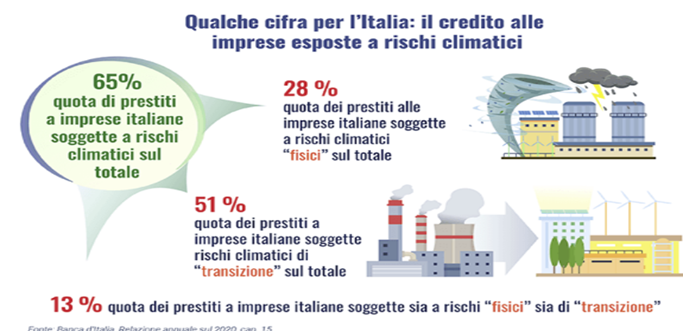 Qualche cifra per l'Italia: il credito alle
imprese esposte a rischi climatici
65%
quota di prestiti
a imprese italiane
soggette a rischi
climatici sul
totale
28 %
quota dei prestiti alle
imprese italiane soggette
a rischi climatici
“fisici” sul totale
51 %
quota dei prestiti a
imprese italiane soggette
rischi climatici di
“transizione” sul totale
13 % quota dei prestiti a imprese italiane soggette sia a rischi “fisici” sia di “transizione”
Fonte: Banca d'Italia, Relazione annuale sul 2020, cap. 15